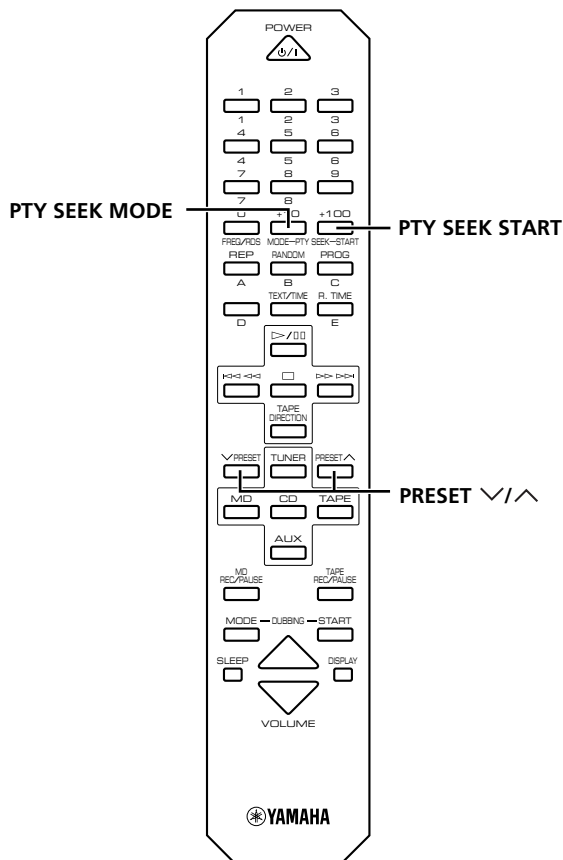 POWER
⏻/I
1 2 3
1 2 3
4 5 6
4 5 6
7 8 9
7 8
PTY SEEK MODE
0 +10 +100
PTY SEEK START
FREQ/RDS MODE–PTY SEEK–START
REP RANDOM PROG
A B C
TEXT/TIME R. TIME
D E
TAPE
DIRECTION
PRESET TUNER PRESET
PRESET ∨/∧
MD CD TAPE
AUX
MD
REC/PAUSE
TAPE
REC/PAUSE
MODE – DUBBING – START
SLEEP DISPLAY
VOLUME
YAMAHA